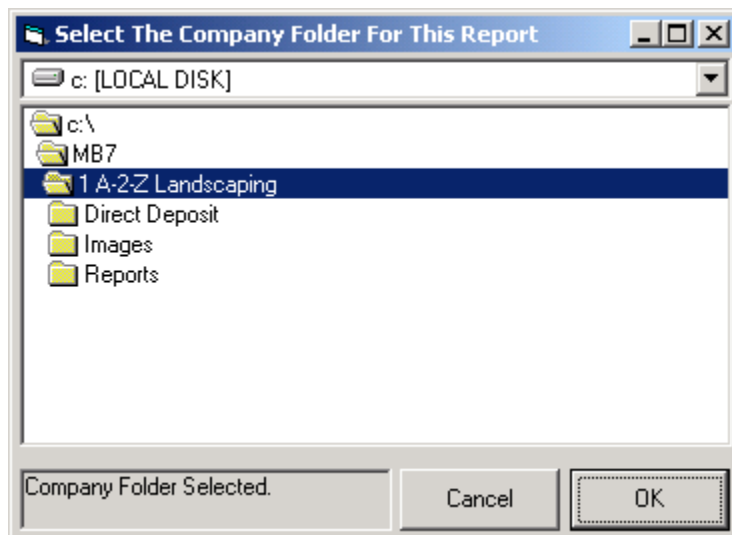 Select The Company Folder For This Report
c: [LOCAL DISK]
c:\
MB7
1 A-2-Z Landscaping
Direct Deposit
Images
Reports
Company Folder Selected.
Cancel
OK